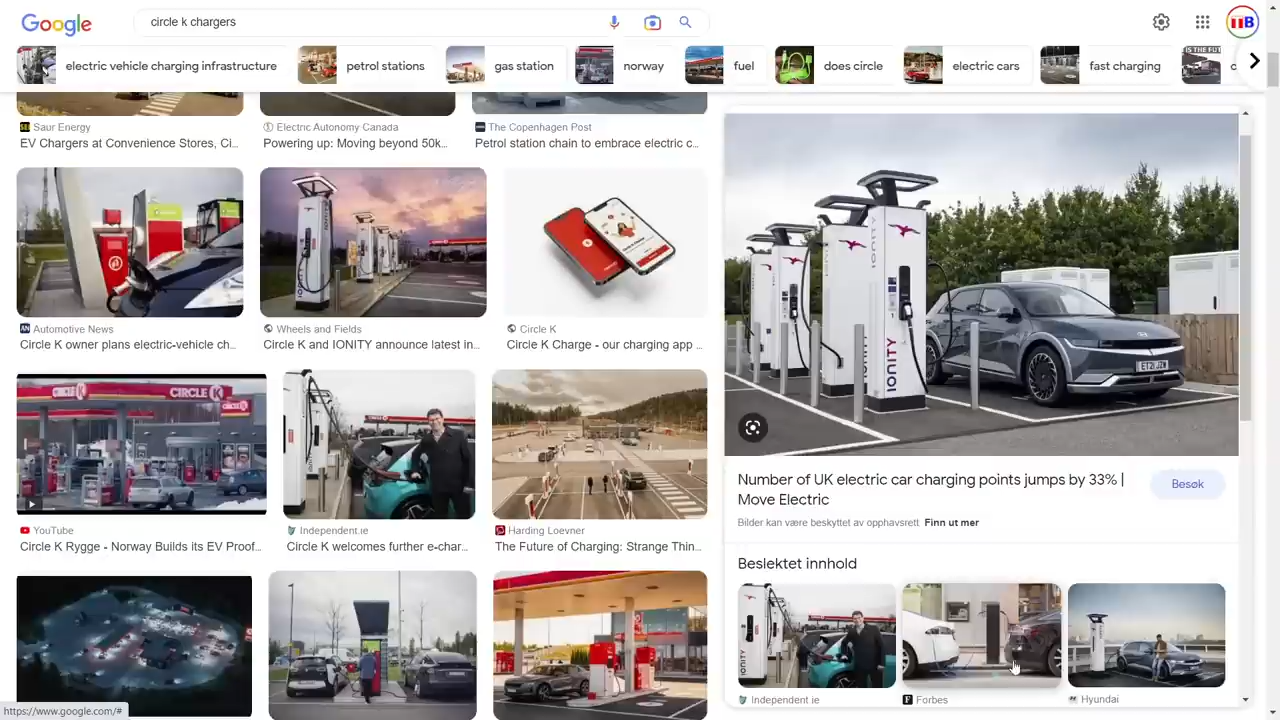 Google
circle k chargers
electric vehicle charging infrastructure
petrol stations
gas station
norway
fuel
does circle
electric cars
fast charging
Saur Energy
EV Chargers at Convenience Stores, Ci...
Electric Autonomy Canada
Powering up: Moving beyond 50k...
The Copenhagen Post
Petrol station chain to embrace electric c...
Automotive News
Circle K owner plans electric-vehicle ch...
Wheels and Fields
Circle K and IONITY announce latest in...
Circle K
Circle K Charge - our charging app ...
CIRCLE K
YouTube
Circle K Rygge - Norway Builds its EV Proof...
Independent.ie
Circle K welcomes further e-char...
Harding Loevner
The Future of Charging: Strange Thin...
IONITY
IONITY
Number of UK electric car charging points jumps by 33% |
Move Electric
Besøk
Bilder kan være beskyttet av opphavsrett Finn ut mer
Beslektet innhold
IONITY
Independent ie
Forbes
Hyundai
https://www.google.com/#